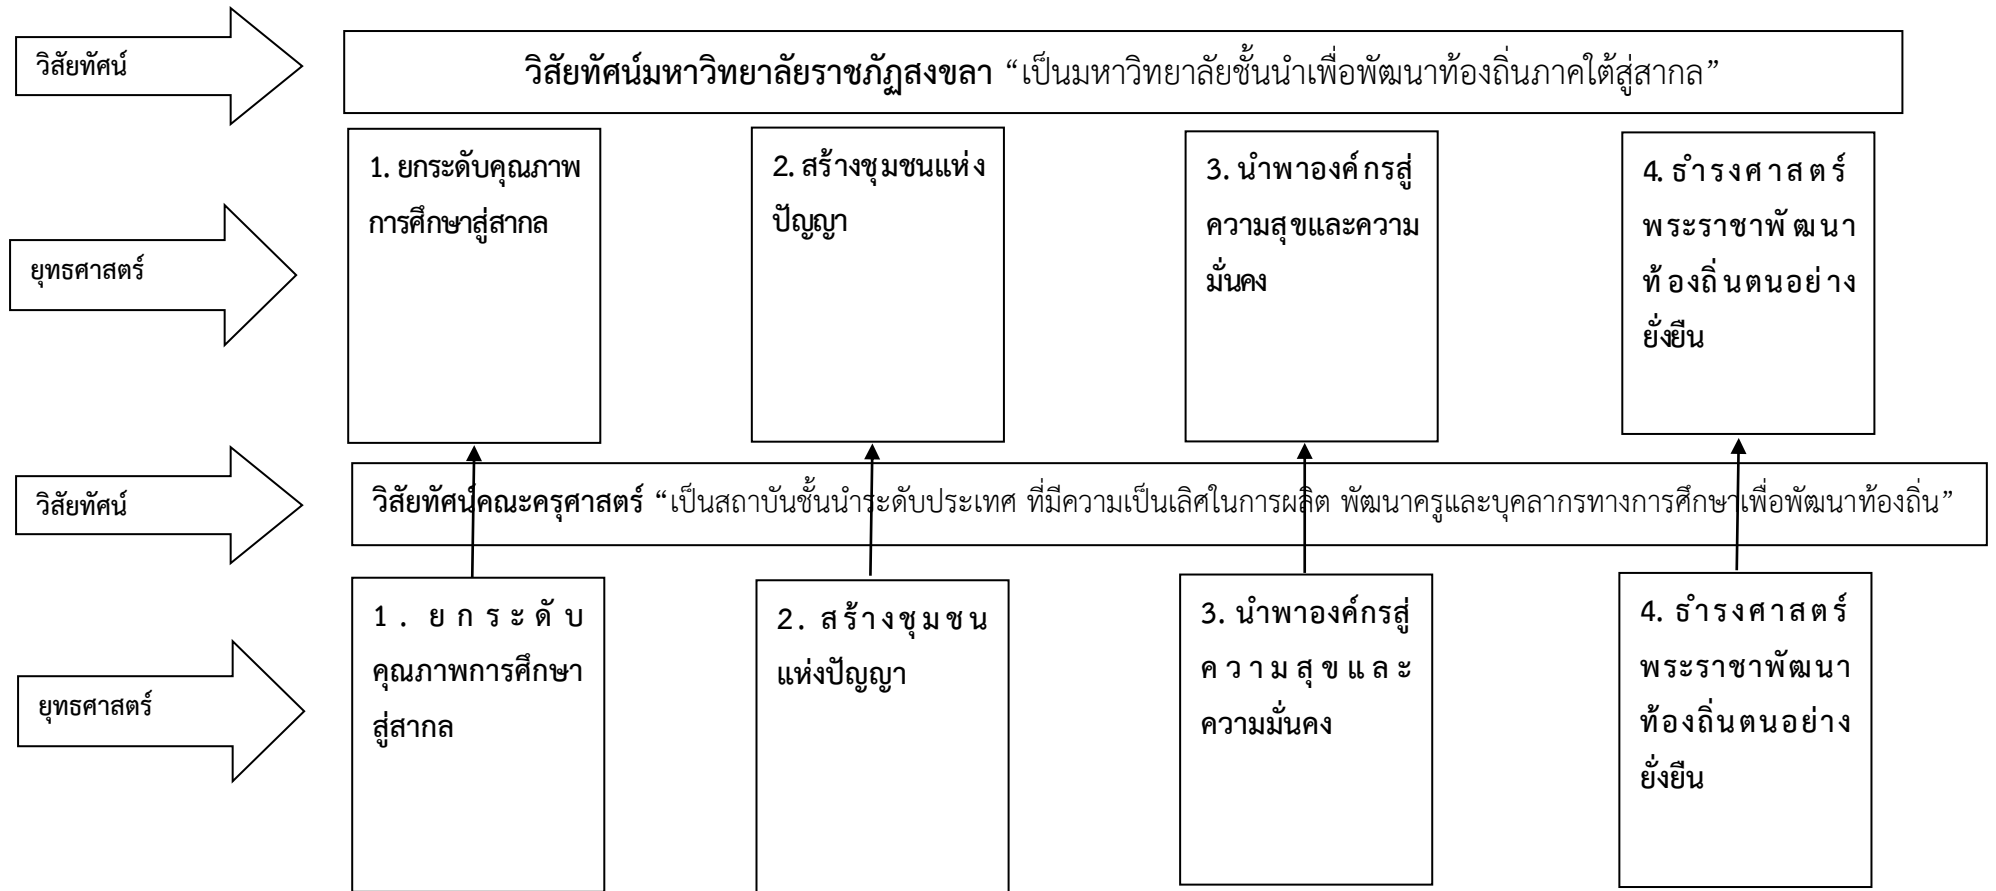 วิสัยทัศน์
วิสัยทัศน์มหาวิทยาลัยราชภัฏสงขลา “เป็นมหาวิทยาลัยชั้นนำเพื่อพัฒนาท้องถิ่นภาคใต้สู่สากล”
ยุทธศาสตร์
1. ยกระดับคุณภาพ
การศึกษาสู่สากล
2. สร้างชุมชนแห่ง
ปัญญา
3. นำพาองค์กรสู่
ความสุขและความ
มั่นคง
4. ธำรงศาสตร์
พระราชาพัฒนา
ท้องถิ่นตนอย่าง
ยั่งยืน
วิสัยทัศน์
วิสัยทัศน์คณะครุศาสตร์ “เป็นสถาบันชั้นนำระดับประเทศ ที่มีความเป็นเลิศในการผลิต พัฒนาครูและบุคลากรทางการศึกษาเพื่อพัฒนาท้องถิ่น”
ยุทธศาสตร์
1. ยกระดับ
คุณภาพการศึกษา
สู่สากล
2. สร้างชุมชน
แห่งปัญญา
3. นำพาองค์กรสู่
ความสุขและ
ความมั่นคง
4. ธำรงศาสตร์
พระราชาพัฒนา
ท้องถิ่นตนอย่าง
ยั่งยืน